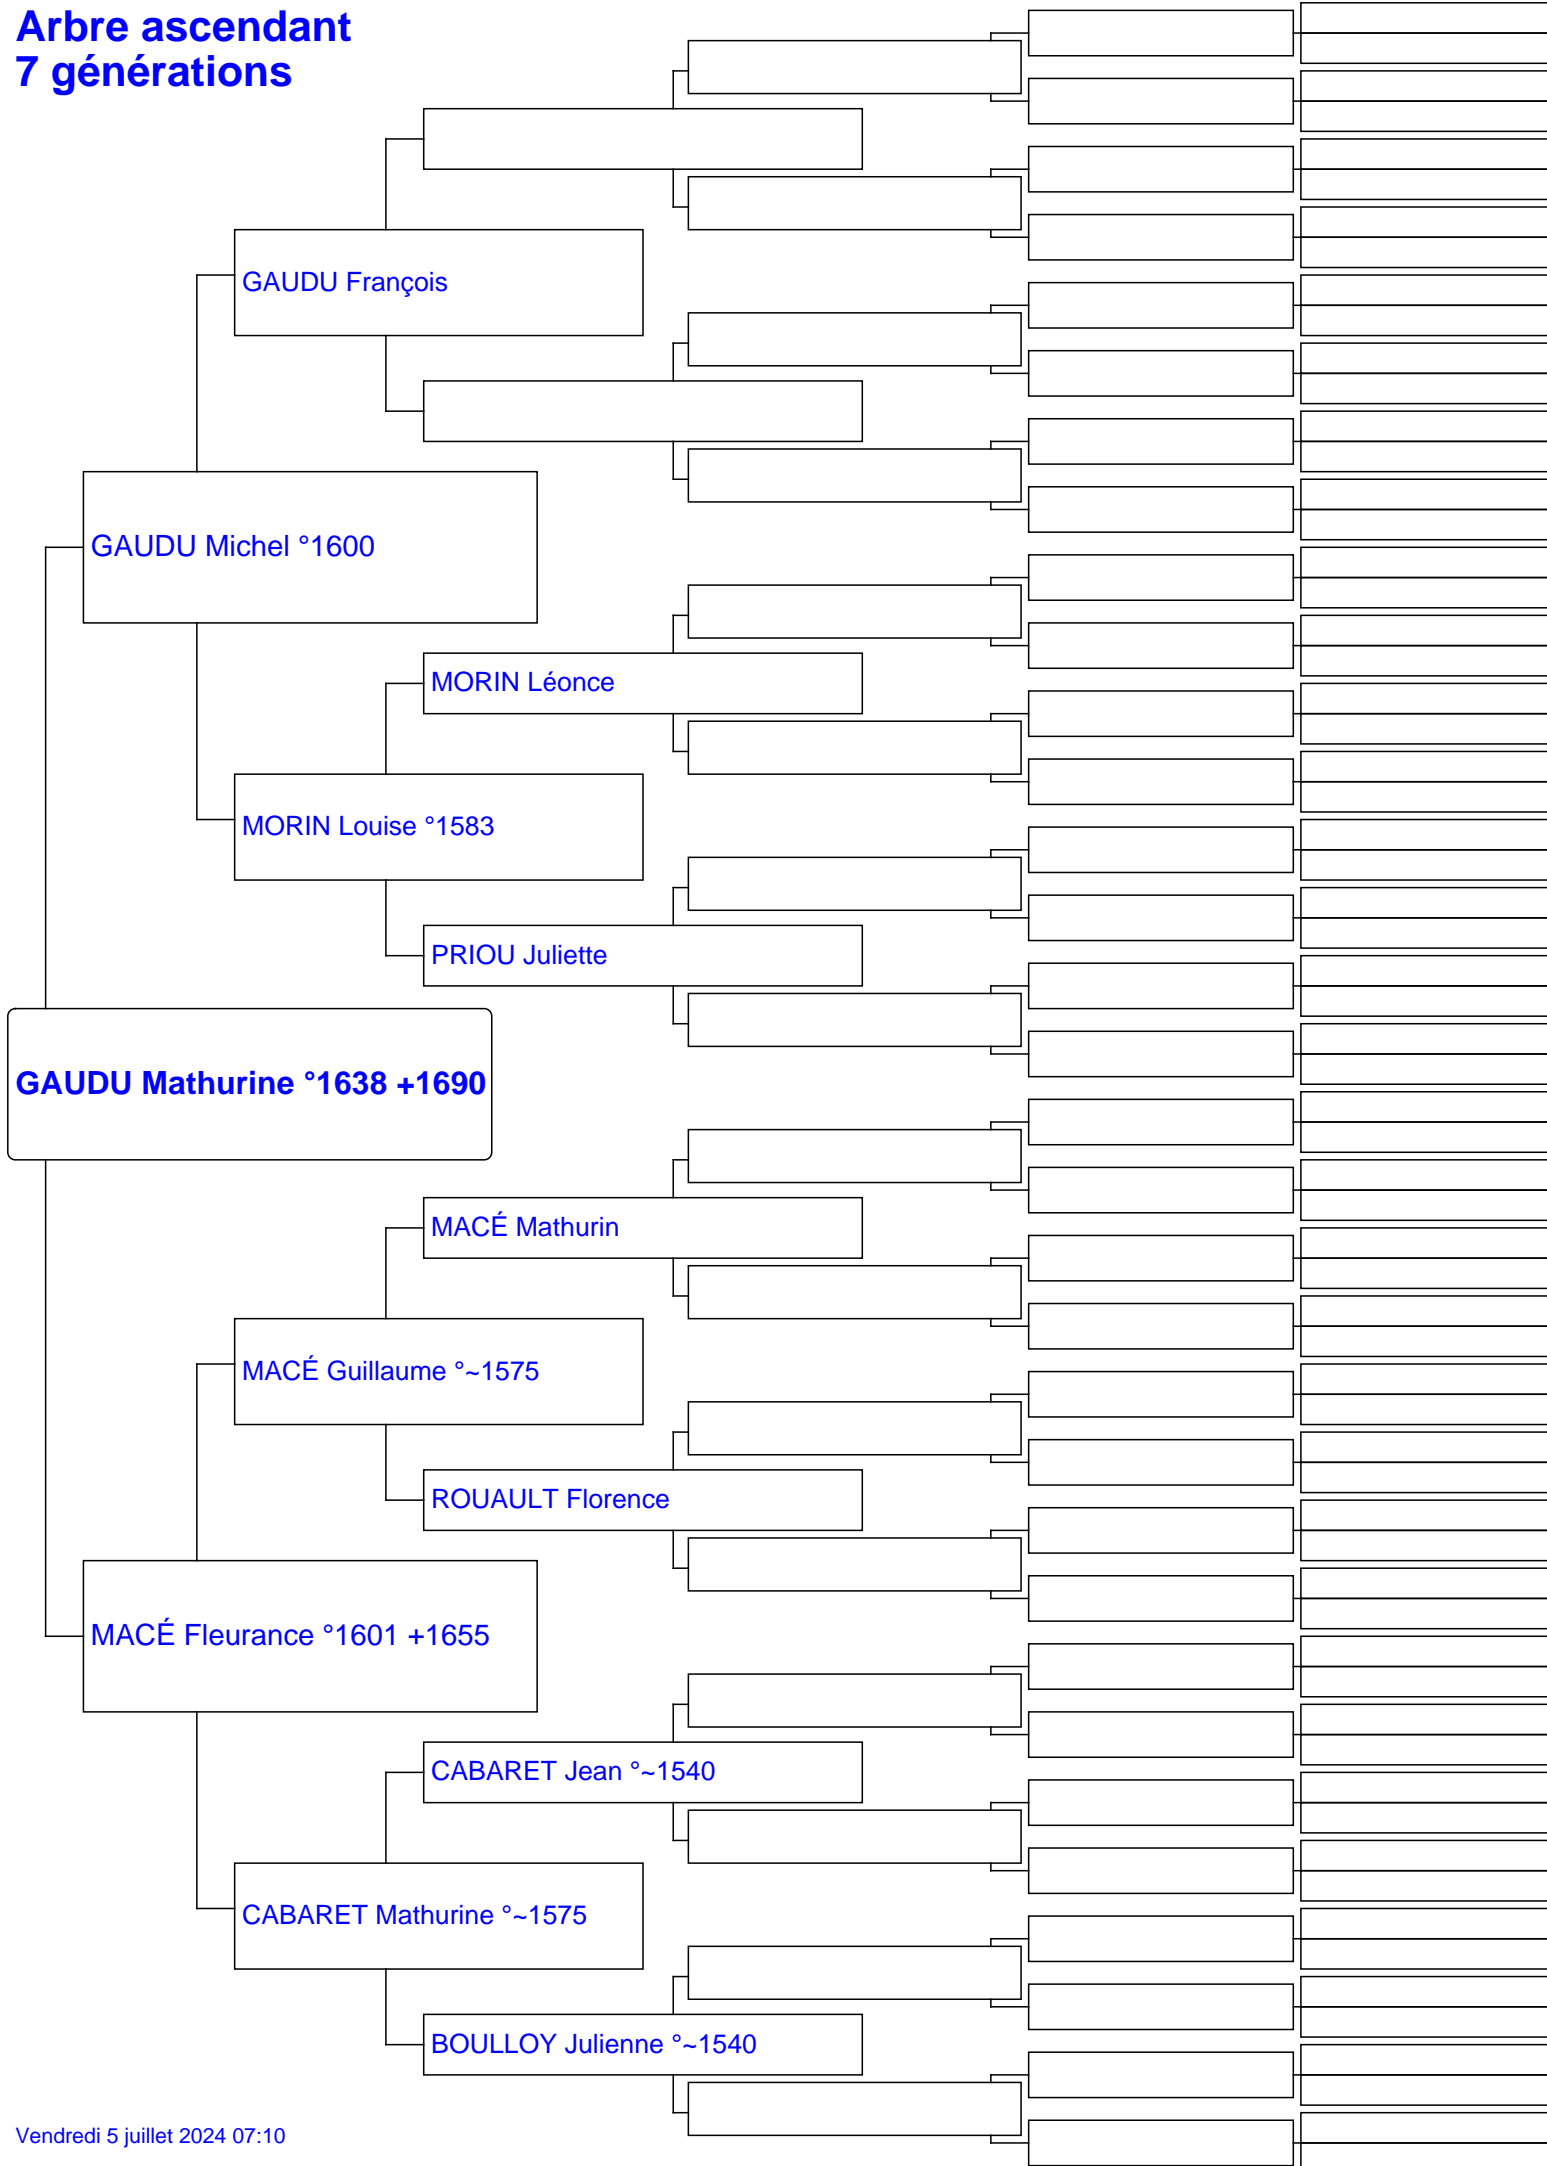 Arbre ascendant
7 générations
GAUDU François
GAUDU Michel °1600
MORIN Léonce
MORIN Louise °1583
PRIOU Juliette
GAUDU Mathurine °1638 +1690
MACÉ Mathurin
MACÉ Guillaume °~1575
ROUAULT Florence
MACÉ Fleurance °1601 +1655
CABARET Jean °~1540
CABARET Mathurine °~1575
BOULLOY Julienne °~1540
Vendredi 5 juillet 2024 07:10